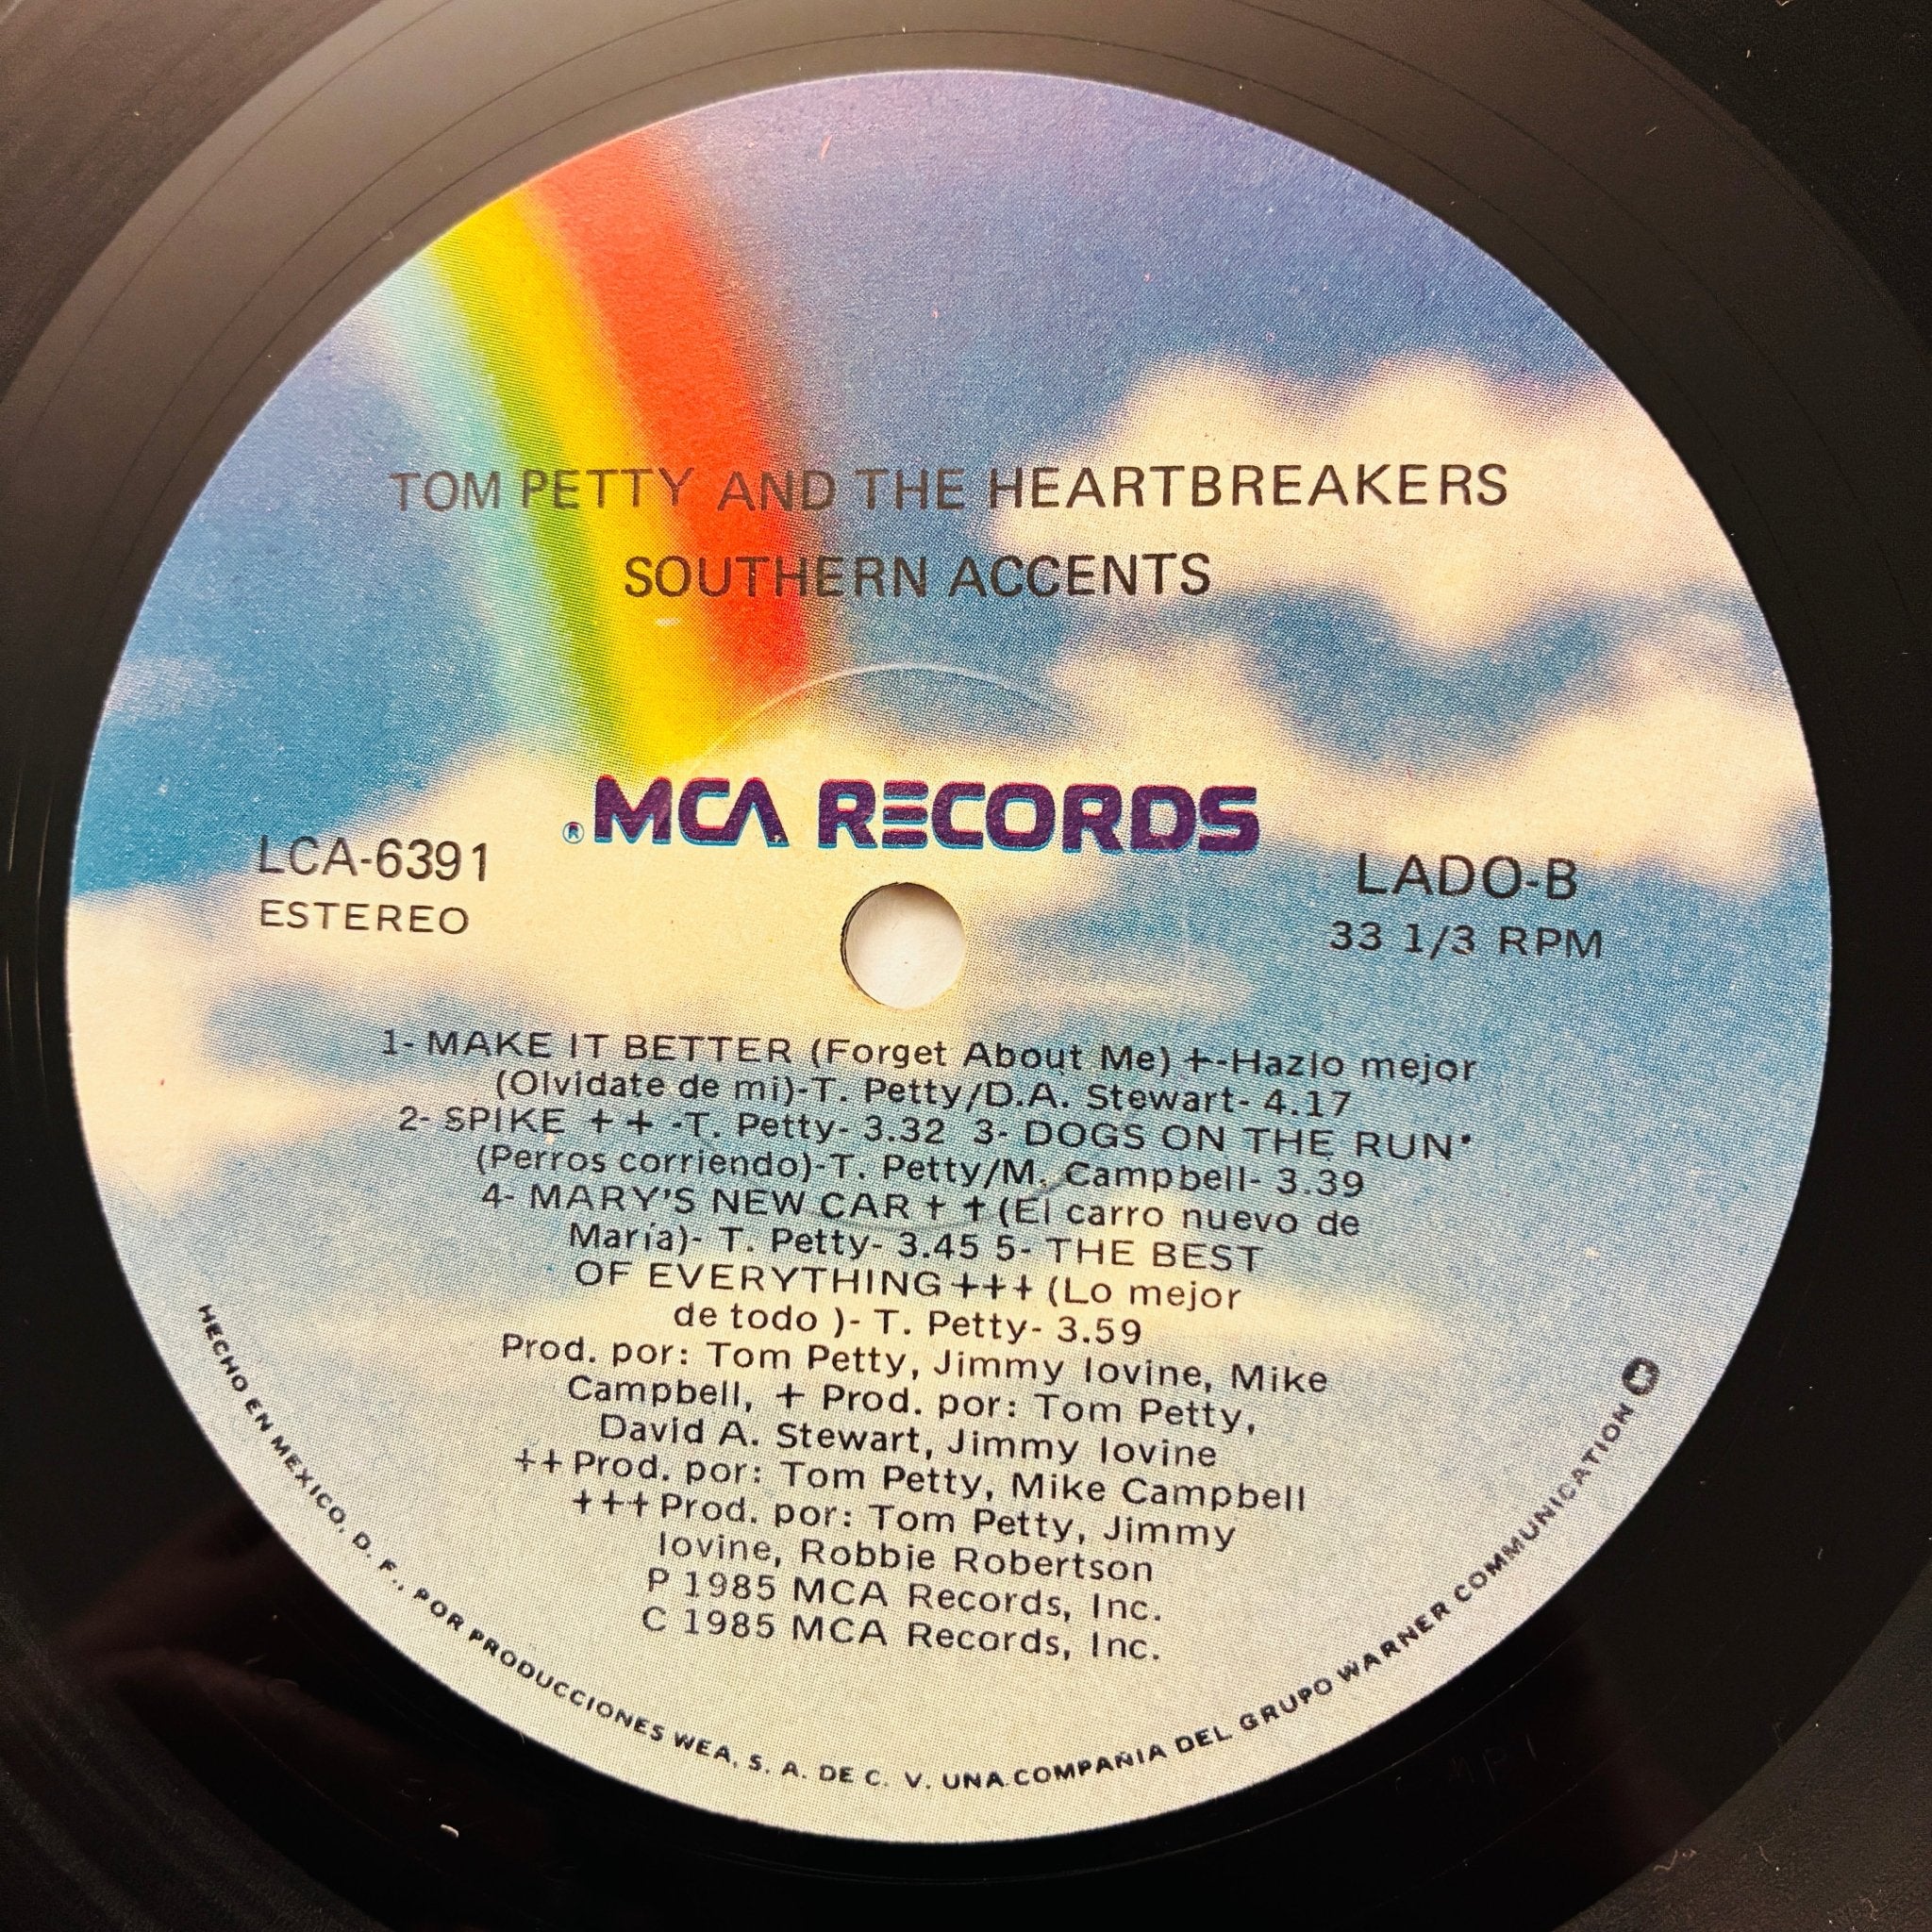 TOM PETTY AND THE HEARTBREAKERS
SOUTHERN ACCENTS
® MCA RECORDS
LCA-6391
ESTEREO
LADO-B
33 1/3 RPM
1- MAKE IT BETTER (Forget About Me) +-Hazlo mejor
(Olvidate de mi)-T. Petty/D.A. Stewart- 4.17
2- SPIKE ++ -T. Petty- 3.32 3- DOGS ON THE RUN•
(Perros corriendo)-T. Petty/M. Campbell- 3.39
4- MARY'S NEW CAR ++ (El carro nuevo de
María)- T. Petty- 3.45 5- THE BEST
OF EVERYTHING +++ (Lo mejor
de todo )- T. Petty- 3.59
Prod. por: Tom Petty, Jimmy Iovine, Mike
Campbell, + Prod. por: Tom Petty,
David A. Stewart, Jimmy Iovine
++ Prod. por: Tom Petty, Mike Campbell
+++ Prod. por: Tom Petty, Jimmy
Iovine, Robbie Robertson
P 1985 MCA Records, Inc.
C 1985 MCA Records, Inc.
HECHO EN MEXICO, D. F., POR PRODUCCIONES WEA, S. A. DE C. V. UNA COMPAÑIA DEL GRUPO WARNER COMMUNICATION